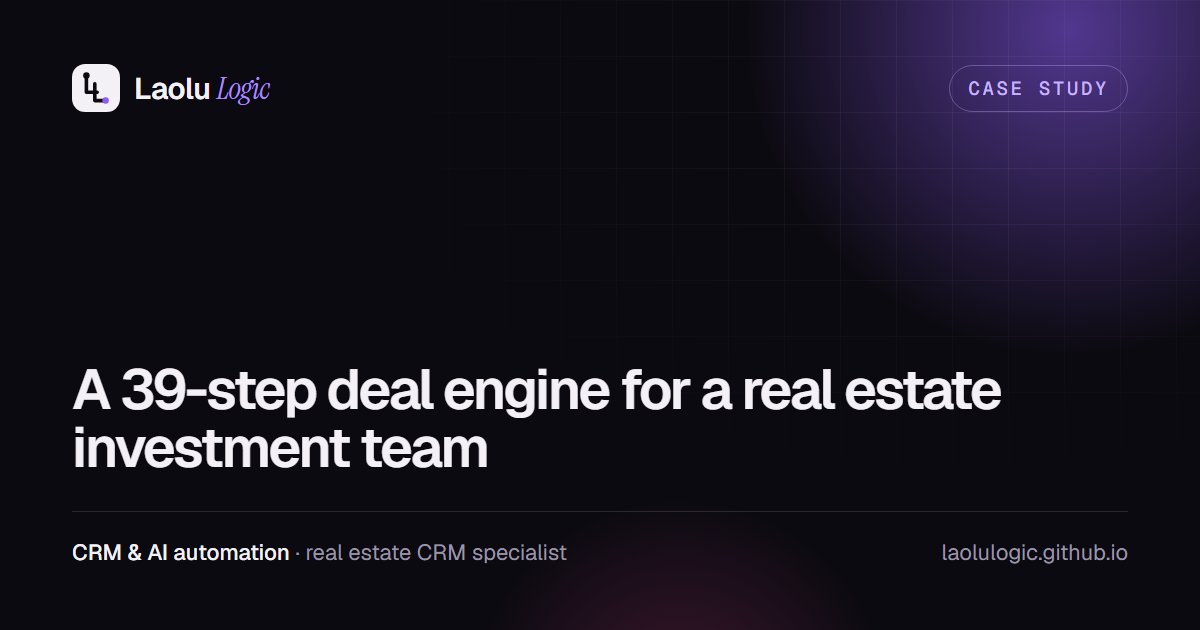 Laolu Logic
CASE STUDY
A 39-step deal engine for a real estate
investment team
CRM & AI automation · real estate CRM specialist
laolulogic.github.io